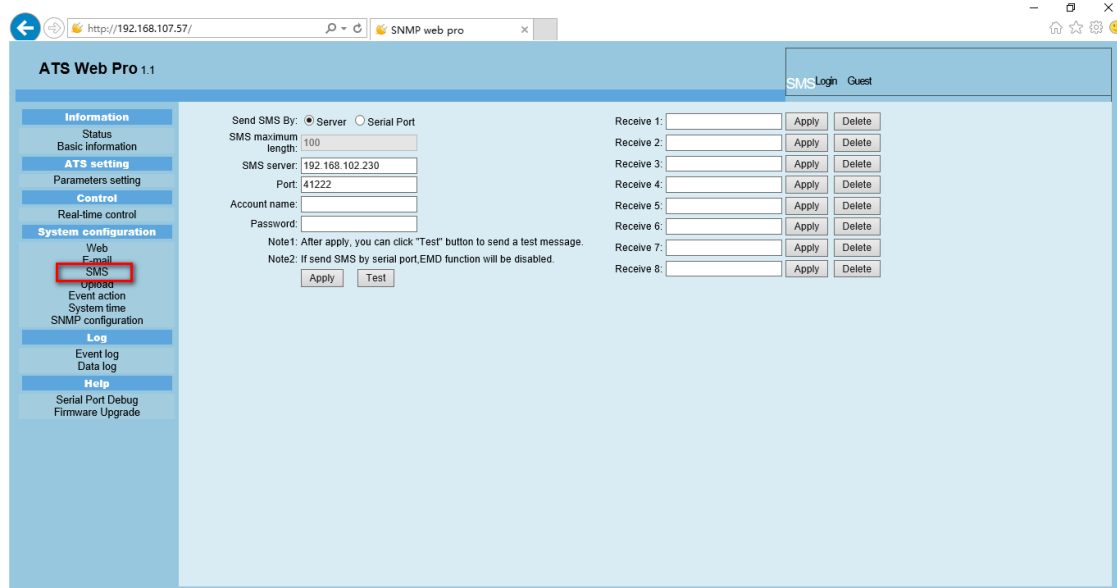 http://192.168.107.57/
SNMP web pro
ATS Web Pro 1.1
SMS Login Guest
Information
Status
Basic information
ATS setting
Parameters setting
Control
Real-time control
System configuration
Web
E-mail
SMS
Upload
Event action
System time
SNMP configuration
Log
Event log
Data log
Help
Serial Port Debug
Firmware Upgrade
Send SMS By: Server Serial Port
SMS maximum
length: 100
SMS server: 192.168.102.230
Port: 41222
Account name:
Password:
Note1: After apply, you can click "Test" button to send a test message.
Note2: If send SMS by serial port,EMD function will be disabled.
Apply Test
Receive 1: Apply Delete
Receive 2: Apply Delete
Receive 3: Apply Delete
Receive 4: Apply Delete
Receive 5: Apply Delete
Receive 6: Apply Delete
Receive 7: Apply Delete
Receive 8: Apply Delete